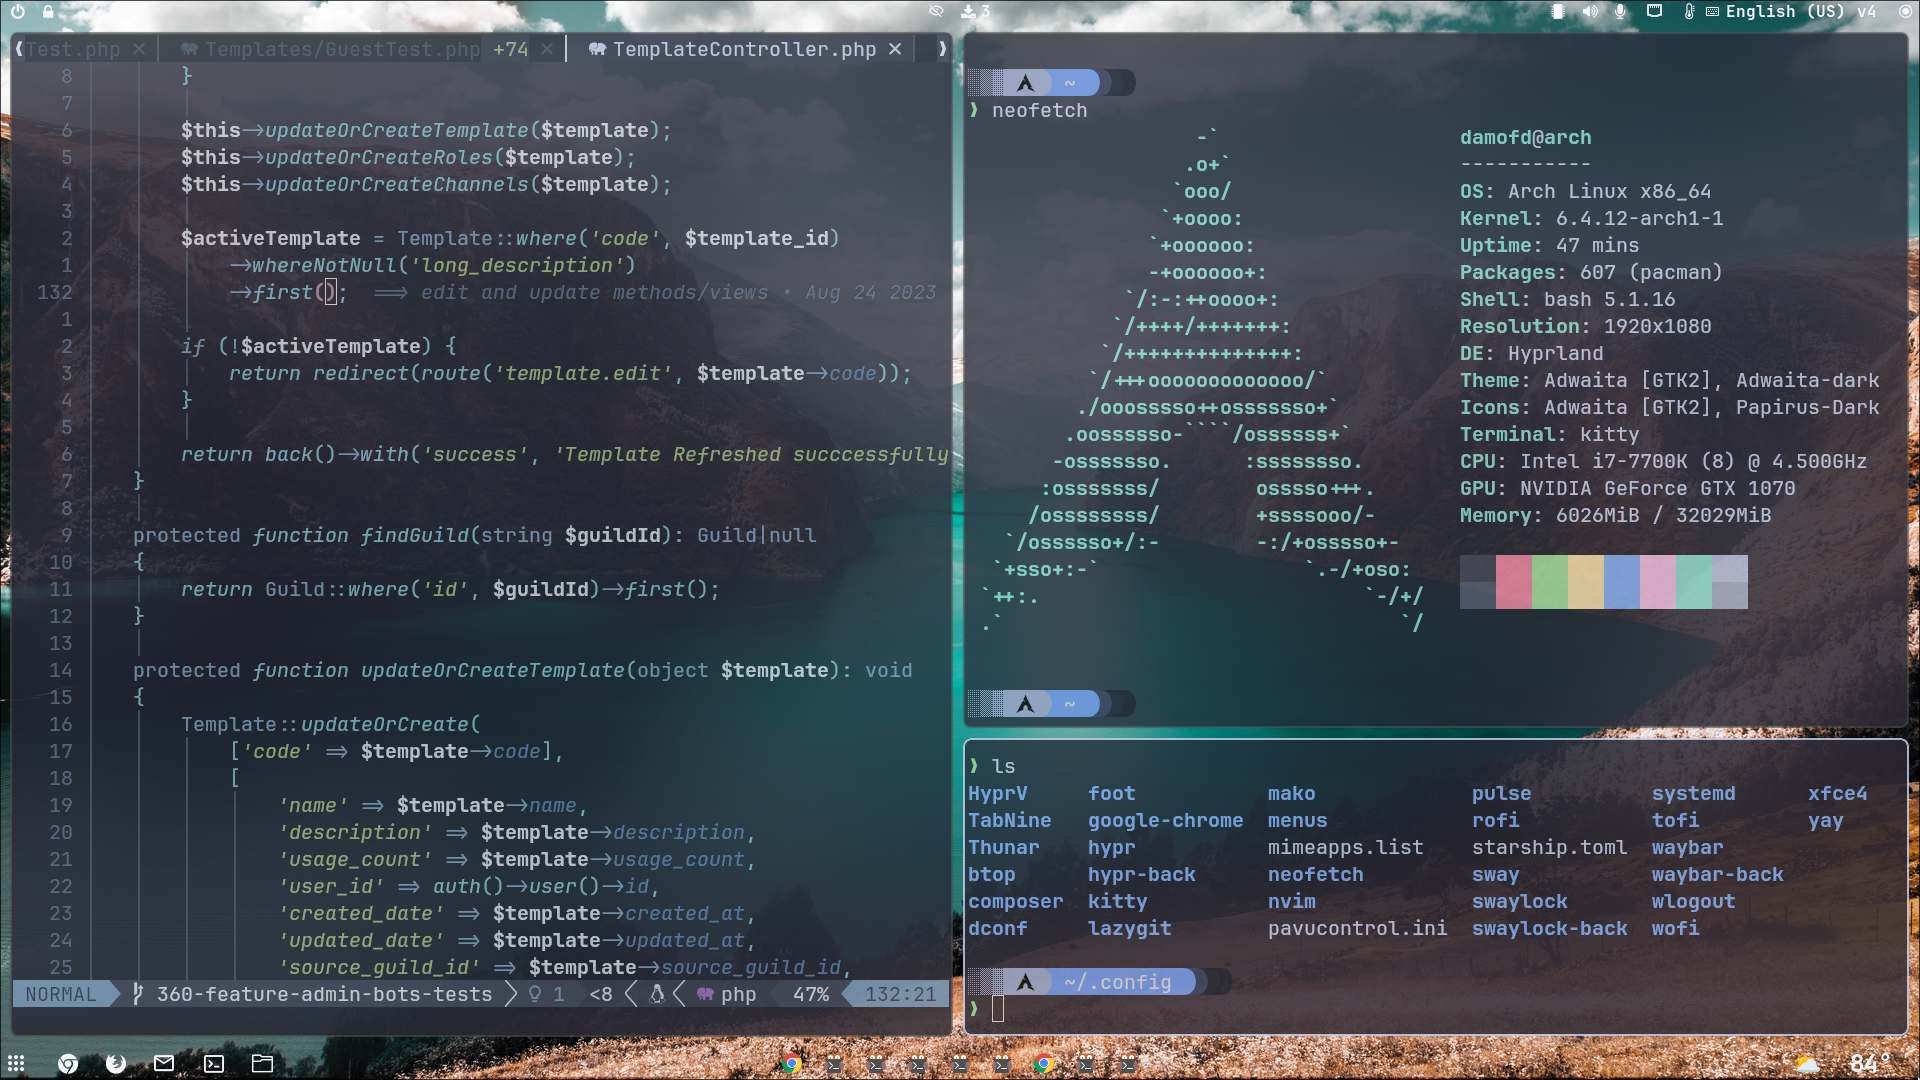 3
English (US) v4
Test.php ✕ Templates/GuestTest.php +74 ✕ TemplateController.php ✕
8 }
7
6 $this->updateOrCreateTemplate($template);
5 $this->updateOrCreateRoles($template);
4 $this->updateOrCreateChannels($template);
3
2 $activeTemplate = Template::where('code', $template_id)
1 ->whereNotNull('long_description')
132 ->first(); ==> edit and update methods/views • Aug 24 2023
1
2 if (!$activeTemplate) {
3 return redirect(route('template.edit', $template->code));
4 }
5
6 return back()->with('success', 'Template Refreshed succcessfully
7 }
8
9 protected function findGuild(string $guildId): Guild|null
10 {
11 return Guild::where('id', $guildId)->first();
12 }
13
14 protected function updateOrCreateTemplate(object $template): void
15 {
16 Template::updateOrCreate(
17 ['code' => $template->code],
18 [
19 'name' => $template->name,
20 'description' => $template->description,
21 'usage_count' => $template->usage_count,
22 'user_id' => auth()->user()->id,
23 'created_date' => $template->created_at,
24 'updated_date' => $template->updated_at,
25 'source_guild_id' => $template->source_guild_id,
NORMAL 360-feature-admin-bots-tests 1 <8 php 47% 132:21
~
❯ neofetch
-`
.o+`
`ooo/
`+oooo:
`+oooooo:
-+oooooo+:
`/:-:++oooo+:
`/++++/+++++++:
`/++++++++++++++:
`/+++ooooooooooooo/`
./ooosssso++osssssso+`
.oossssso-````/ossssss+`
-osssssso. :ssssssso.
:osssssss/ osssso+++.
/ossssssss/ +ssssooo/-
`/ossssso+/:- -:/+osssso+-
`+sso+:-` `.-/+oso:
`++:. `-/+/
.` `/
damofd@arch
-----------
OS: Arch Linux x86_64
Kernel: 6.4.12-arch1-1
Uptime: 47 mins
Packages: 607 (pacman)
Shell: bash 5.1.16
Resolution: 1920x1080
DE: Hyprland
Theme: Adwaita [GTK2], Adwaita-dark
Icons: Adwaita [GTK2], Papirus-Dark
Terminal: kitty
CPU: Intel i7-7700K (8) @ 4.500GHz
GPU: NVIDIA GeForce GTX 1070
Memory: 6026MiB / 32029MiB
~
❯ ls
HyprV foot mako pulse systemd xfce4
TabNine google-chrome menus rofi tofi yay
Thunar hypr mimeapps.list starship.toml waybar
btop hypr-back neofetch sway waybar-back
composer kitty nvim swaylock wlogout
dconf lazygit pavucontrol.ini swaylock-back wofi
~/.config
❯
84°